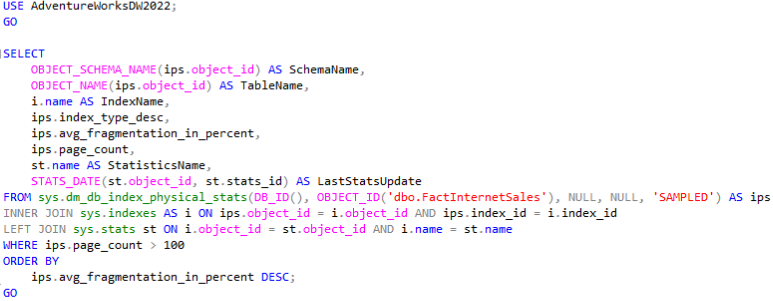 USE AdventureWorksDW2022;
GO
SELECT
OBJECT_SCHEMA_NAME(ips.object_id) AS SchemaName,
OBJECT_NAME(ips.object_id) AS TableName,
i.name AS IndexName,
ips.index_type_desc,
ips.avg_fragmentation_in_percent,
ips.page_count,
st.name AS StatisticsName,
STATS_DATE(st.object_id, st.stats_id) AS LastStatsUpdate
FROM sys.dm_db_index_physical_stats(DB_ID(), OBJECT_ID('dbo.FactInternetSales'), NULL, NULL, 'SAMPLED') AS ips
INNER JOIN sys.indexes AS i ON ips.object_id = i.object_id AND ips.index_id = i.index_id
LEFT JOIN sys.stats st ON i.object_id = st.object_id AND i.name = st.name
WHERE ips.page_count > 100
ORDER BY
ips.avg_fragmentation_in_percent DESC;
GO